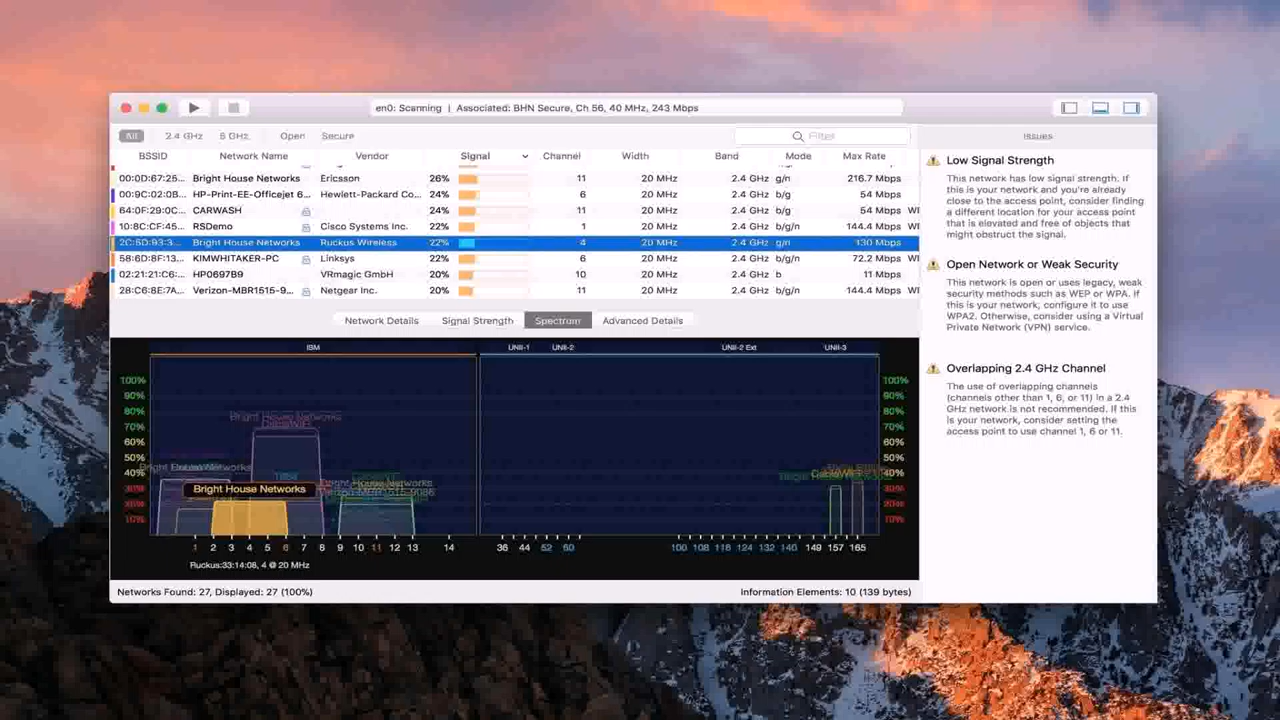 en0: Scanning | Associated: BHN Secure, Ch 56, 40 MHz, 243 Mbps
All 2.4 GHz 5 GHz Open Secure Filter
BSSID Network Name Vendor Signal Channel Width Band Mode Max Rate
00:0D:67:25... Bright House Networks Ericsson 26% 11 20 MHz 2.4 GHz g/n 216.7 Mbps
00:9C:02:0B... HP-Print-EE-Officejet 6... Hewlett-Packard Co... 24% 6 20 MHz 2.4 GHz b/g 54 Mbps
64:0F:29:0C... CARWASH 24% 11 20 MHz 2.4 GHz b/g 54 Mbps
10:8C:CF:45... RSDemo Cisco Systems Inc. 22% 1 20 MHz 2.4 GHz b/g/n 144.4 Mbps
2C:5D:93:3... Bright House Networks Ruckus Wireless 22% 4 20 MHz 2.4 GHz g/n 130 Mbps
58:6D:8F:13... KIMWHITAKER-PC Linksys 22% 6 20 MHz 2.4 GHz b/g/n 72.2 Mbps
02:21:21:C6:... HP0697B9 VRmagic GmbH 20% 10 20 MHz 2.4 GHz b 11 Mbps
28:C6:8E:7A... Verizon-MBR1515-9... Netgear Inc. 20% 11 20 MHz 2.4 GHz b/g/n 144.4 Mbps
Network Details Signal Strength Spectrum Advanced Details
UNII-1 UNII-2 UNII-2 Ext UNII-3
100% 100%
90% 90%
80% 80%
70% 70%
60% 60%
50% 50%
40% 40%
30% 30%
20% 20%
10% 10%
Bright House Networks
CableWiFi
Bright House Networks
1 2 3 4 5 6 7 8 9 10 11 12 13 14 36 44 52 60 100 108 116 124 132 140 149 157 165
Ruckus:33:14:08, 4 @ 20 MHz
Networks Found: 27, Displayed: 27 (100%) Information Elements: 10 (139 bytes)
Issues
Low Signal Strength
This network has low signal strength. If
this is your network and you're already
close to the access point, consider finding
a different location for your access point
that is elevated and free of objects that
might obstruct the signal.
Open Network or Weak Security
This network is open or uses legacy, weak
security methods such as WEP or WPA. If
this is your network, configure it to use
WPA2. Otherwise, consider using a Virtual
Private Network (VPN) service.
Overlapping 2.4 GHz Channel
The use of overlapping channels
(channels other than 1, 6, or 11) in a 2.4
GHz network is not recommended. If this
is your network, consider setting the
access point to use channel 1, 6 or 11.